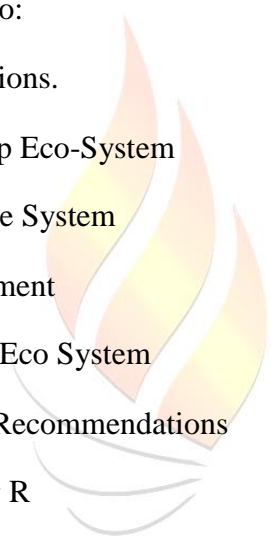 o:
ions.
p Eco-System
e System
ment
Eco System
Recommendations
R